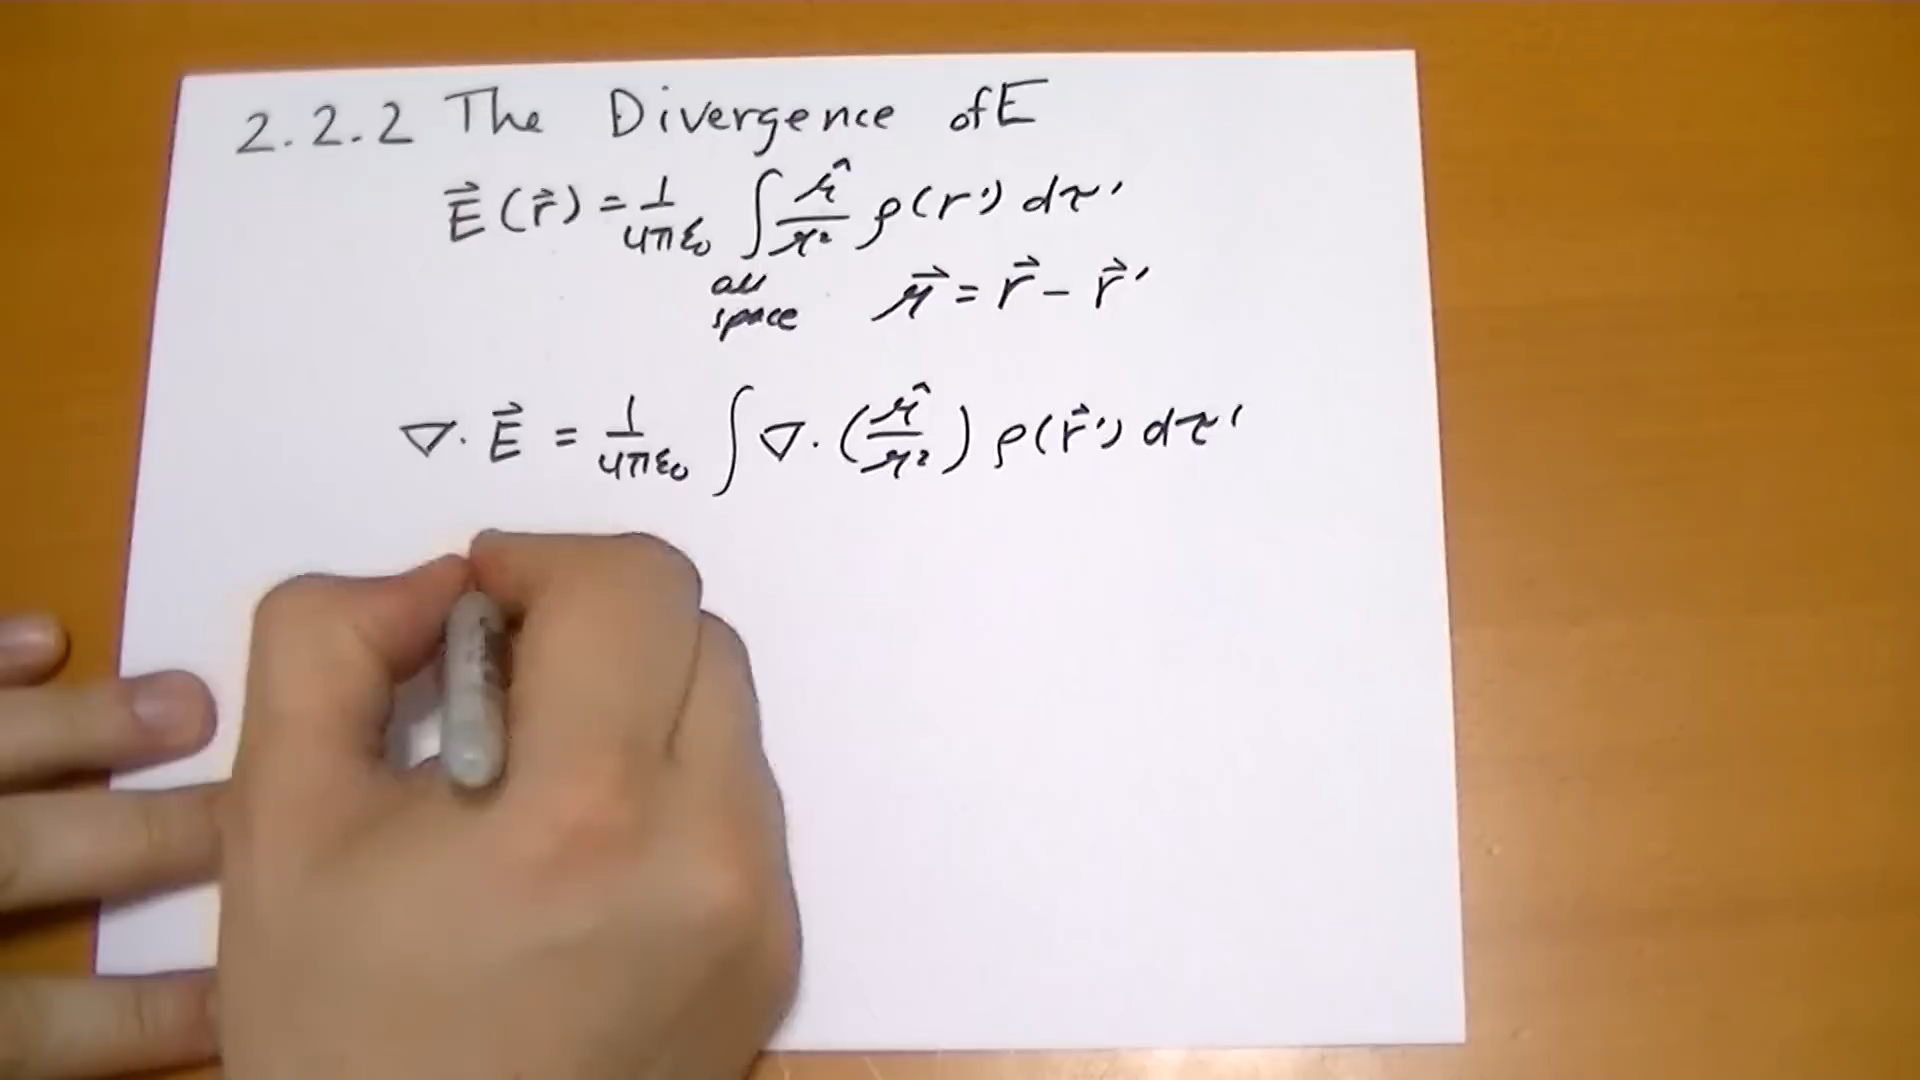 2.2.2 The Divergence of E
E⃗(r⃗) = 1/4πε₀ ∫ 𝓇̂/𝓇² ρ(r') dτ'
all
space 𝓇⃗ = r⃗ - r⃗'
∇· E⃗ = 1/4πε₀ ∫ ∇· (𝓇̂/𝓇²) ρ(r⃗') dτ'